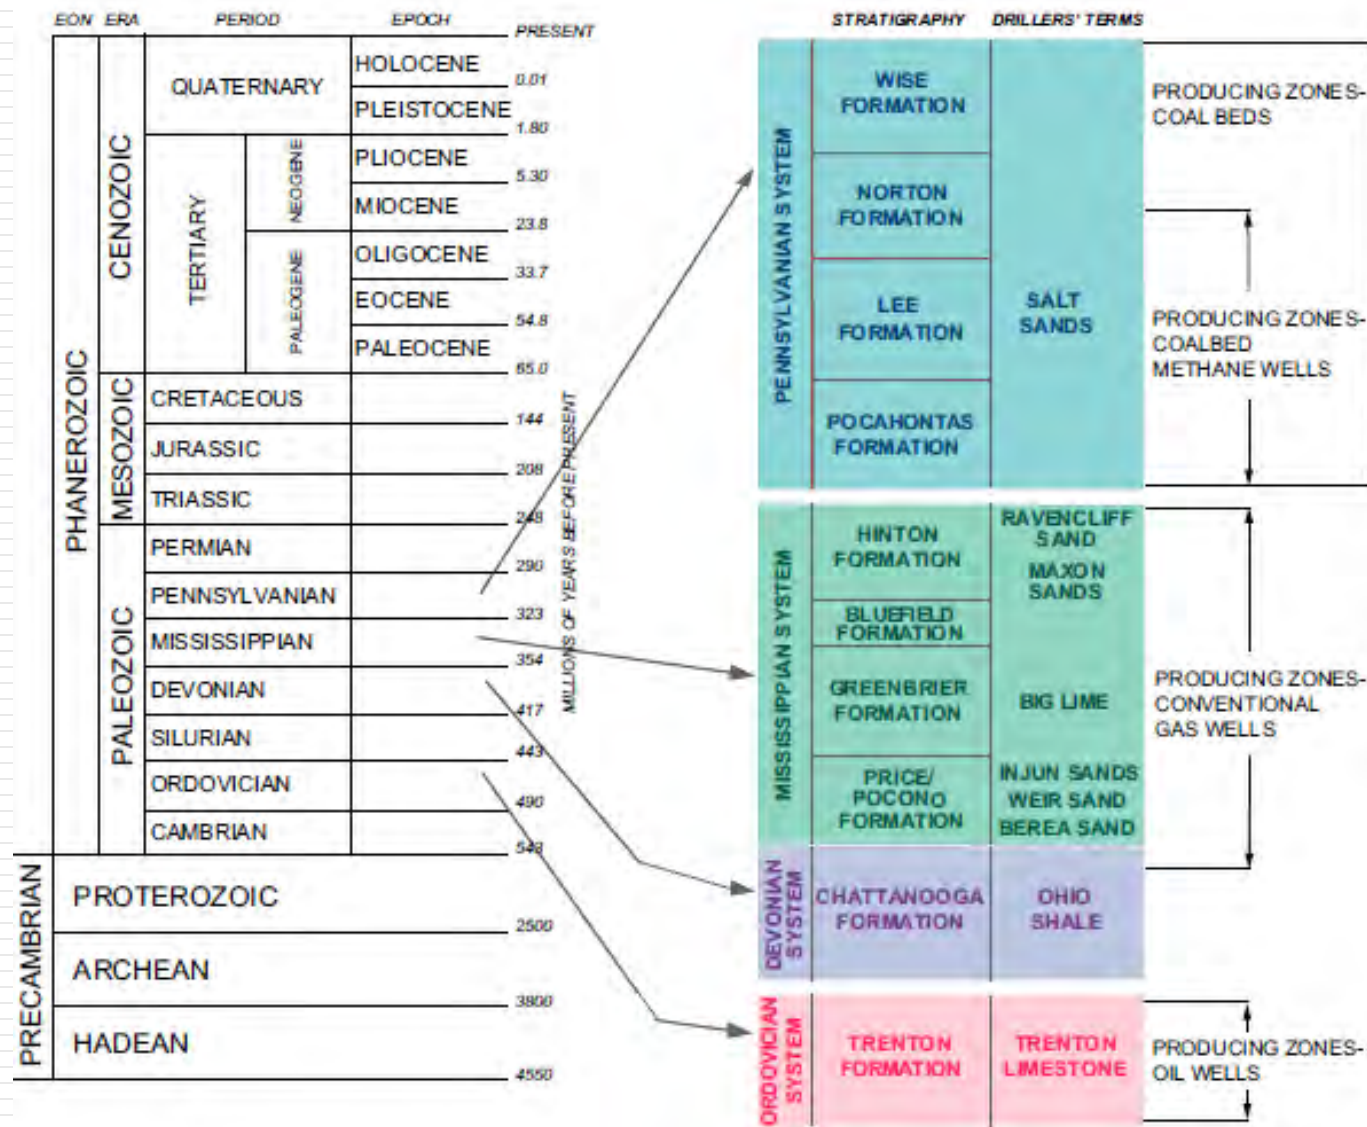 EON ERA PERIOD EPOCH
PRESENT
PHANEROZOIC
CENOZOIC
QUATERNARY
HOLOCENE
0.01
PLEISTOCENE
1.80
TERTIARY
NEOGENE
PLIOCENE
5.30
MIOCENE
23.8
PALEOGENE
OLIGOCENE
33.7
EOCENE
54.8
PALEOCENE
65.0
MESOZOIC
CRETACEOUS
144
JURASSIC
208
TRIASSIC
248
PALEOZOIC
PERMIAN
290
PENNSYLVANIAN
323
MISSISSIPPIAN
354
DEVONIAN
417
SILURIAN
443
ORDOVICIAN
490
CAMBRIAN
543
PRECAMBRIAN
PROTEROZOIC
2500
ARCHEAN
3800
HADEAN
4550
MILLIONS OF YEARS BEFORE PRESENT
STRATIGRAPHY DRILLERS' TERMS
PENNSYLVANIAN SYSTEM
WISE
FORMATION
NORTON
FORMATION
LEE
FORMATION
POCAHONTAS
FORMATION
SALT
SANDS
PRODUCING ZONES-
COAL BEDS
PRODUCING ZONES-
COALBED
METHANE WELLS
MISSISSIPPIAN SYSTEM
HINTON
FORMATION
BLUEFIELD
FORMATION
GREENBRIER
FORMATION
PRICE/
POCONO
FORMATION
RAVENCLIFF
SAND
MAXON
SANDS
BIG LIME
INJUN SANDS
WEIR SAND
BEREA SAND
PRODUCING ZONES-
CONVENTIONAL
GAS WELLS
DEVONIAN
SYSTEM
CHATTANOOGA
FORMATION
OHIO
SHALE
ORDOVICIAN
SYSTEM
TRENTON
FORMATION
TRENTON
LIMESTONE
PRODUCING ZONES-
OIL WELLS